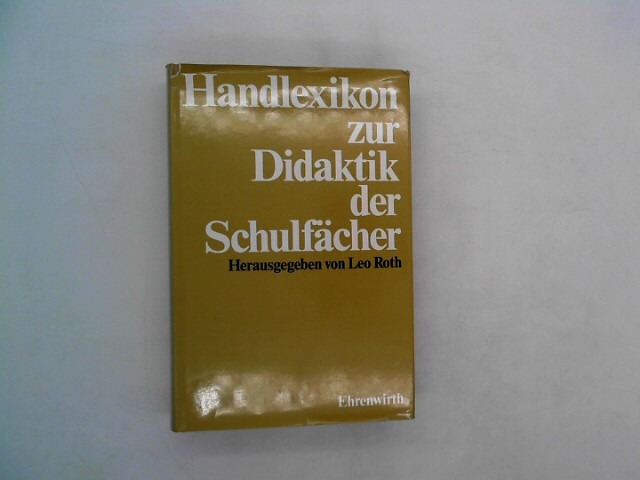 Handlexikon
zur
Didaktik
der
Schulfächer
Herausgegeben von Leo Roth
Ehrenwirth